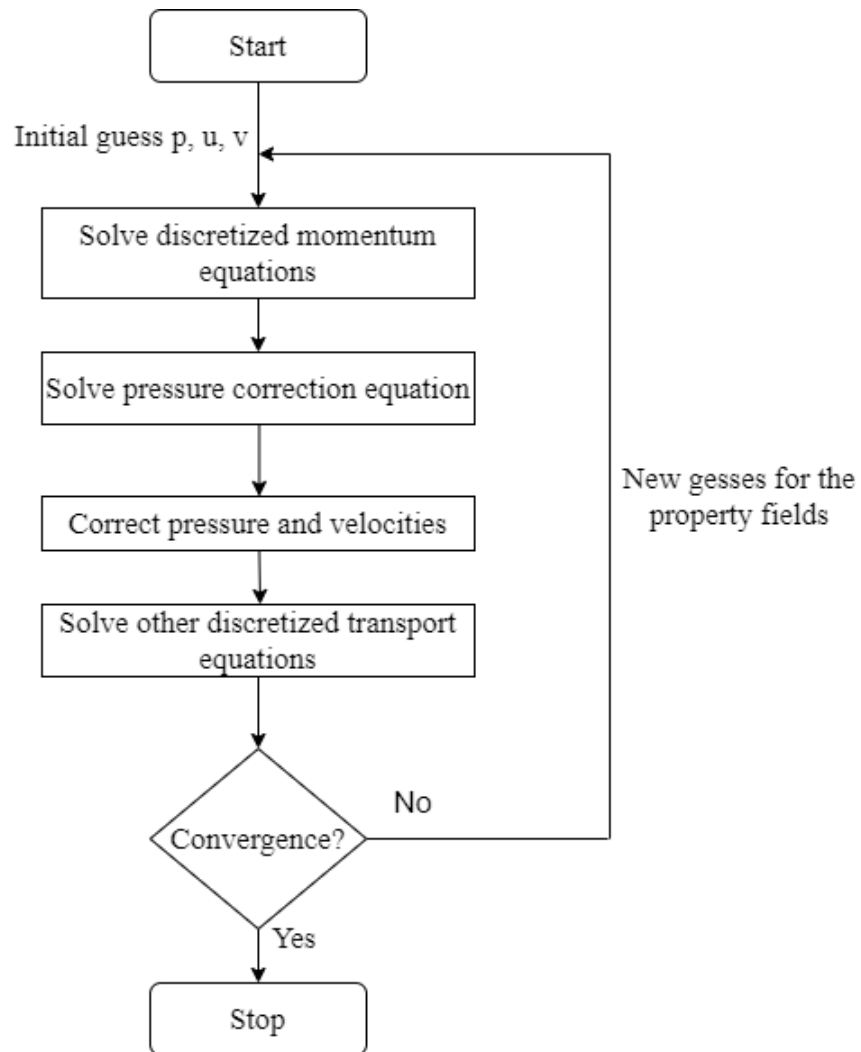 Start
Initial guess p, u, v
Solve discretized momentum
equations
Solve pressure correction equation
Correct pressure and velocities
Solve other discretized transport
equations
Convergence?
No
New gesses for the
property fields
Yes
Stop